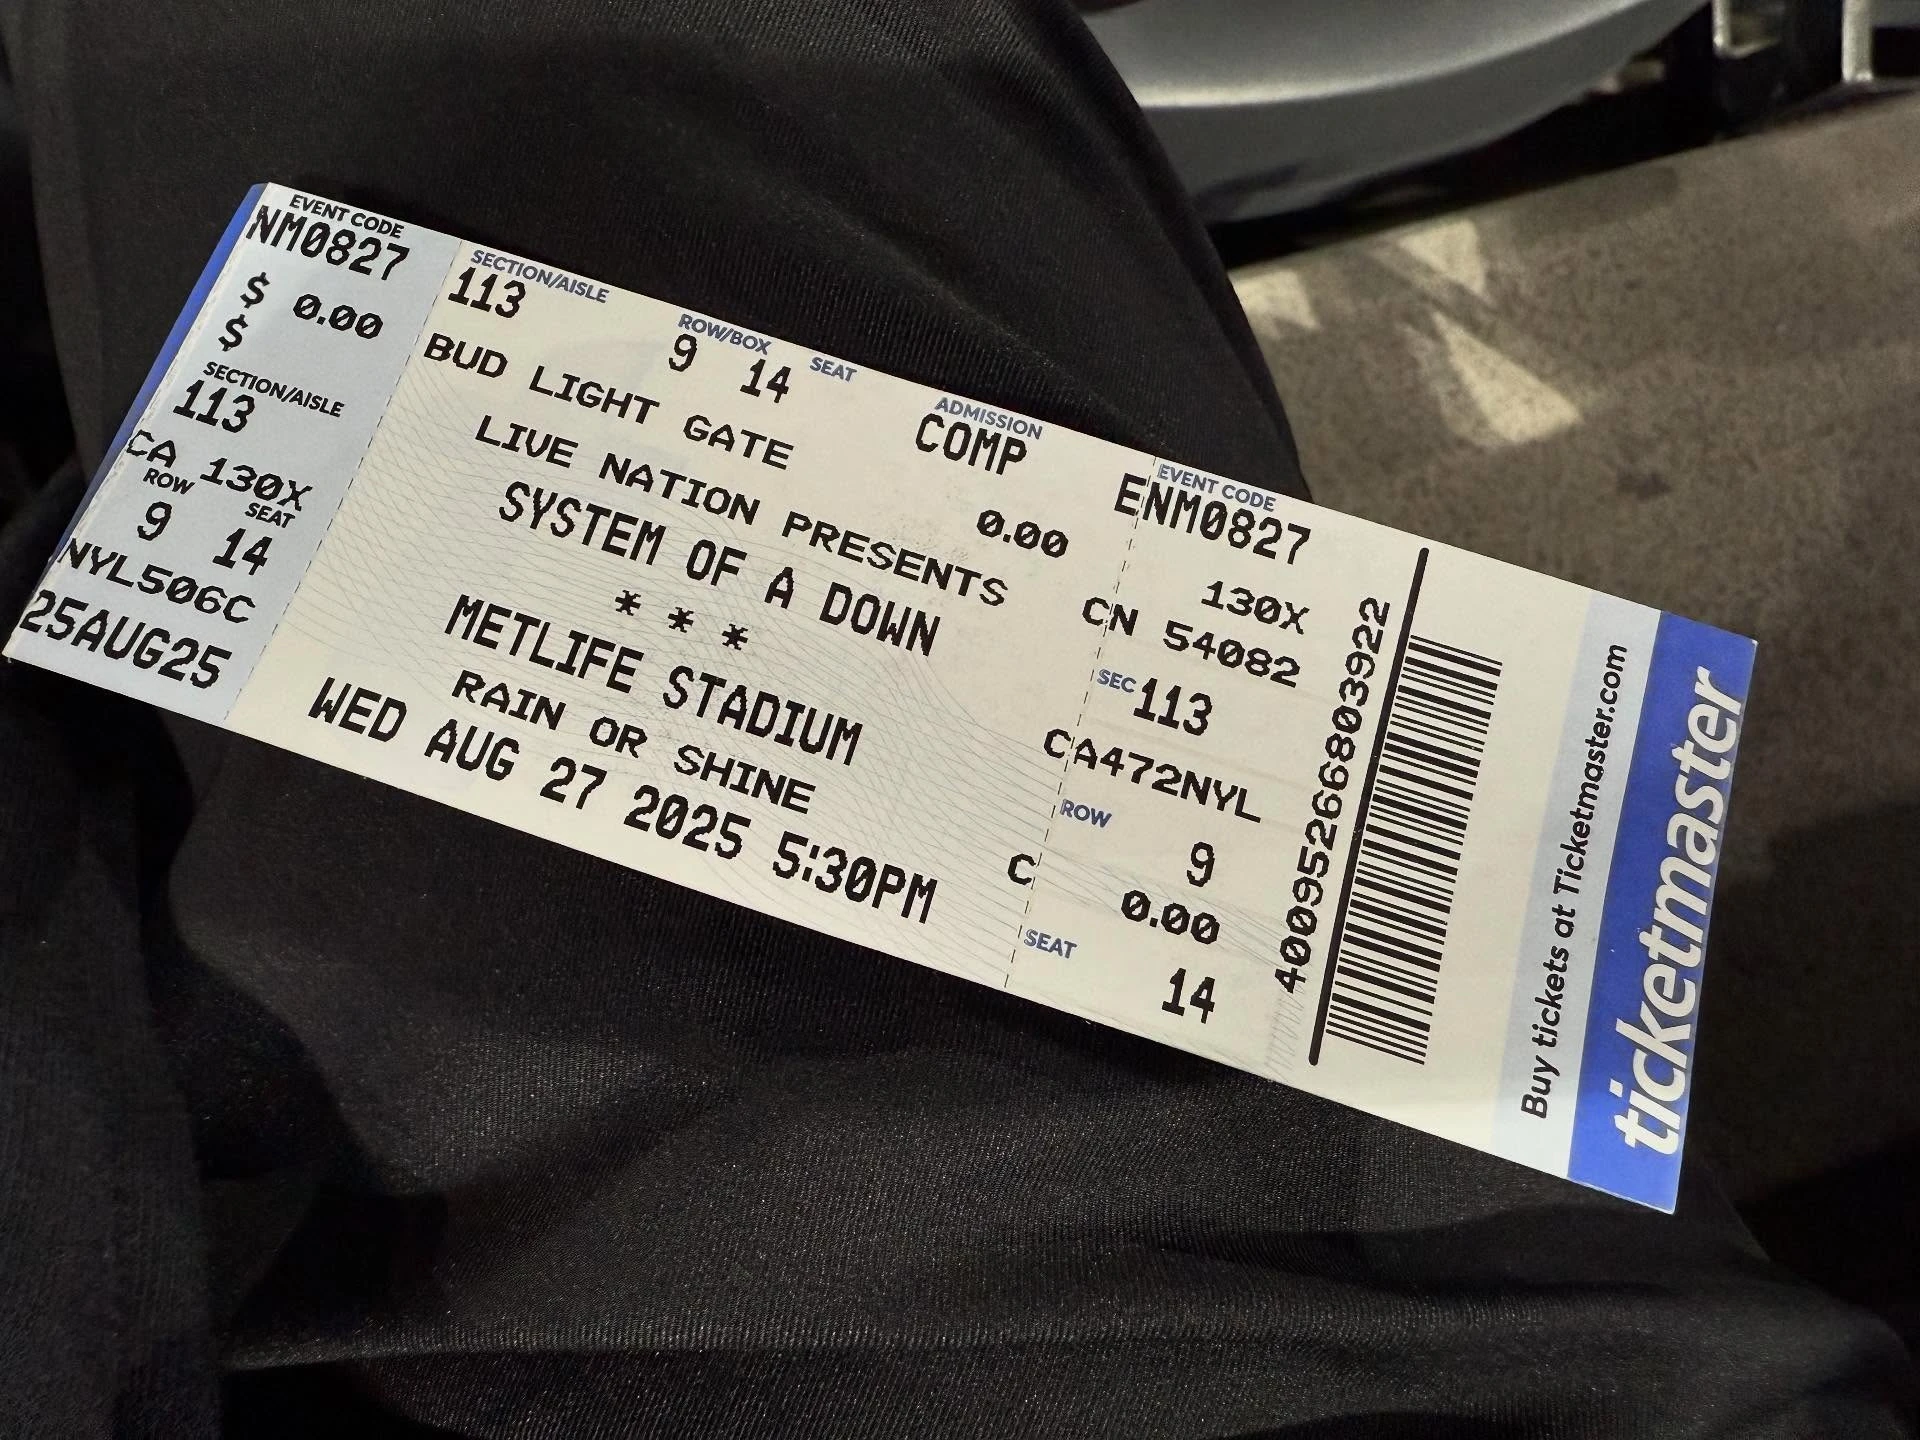 EVENT CODE
NM0827
$ 0.00
$
SECTION/AISLE
113
CA 130X
ROW SEAT
9 14
NYL506C
25AUG25
SECTION/AISLE ROW/BOX SEAT ADMISSION
113 9 14 COMP
BUD LIGHT GATE 0.00
LIVE NATION PRESENTS
SYSTEM OF A DOWN
* * *
METLIFE STADIUM
RAIN OR SHINE
WED AUG 27 2025 5:30PM
EVENT CODE
ENM0827
130X
CN 54082
SEC 113
CA472NYL
ROW
9
C 0.00
SEAT
14
40095266803922
Buy tickets at Ticketmaster.com
ticketmaster